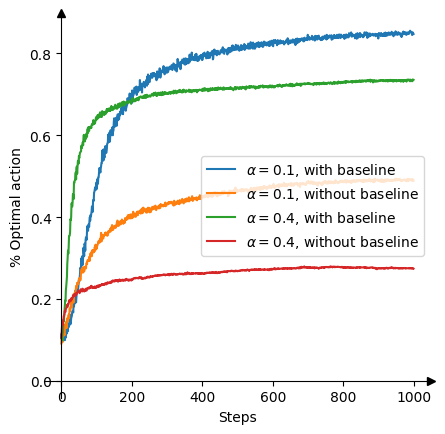 % Optimal action
0.8
0.6
0.4
0.2
0.0
α = 0.1, with baseline
α = 0.1, without baseline
α = 0.4, with baseline
α = 0.4, without baseline
0 200 400 600 800 1000
Steps